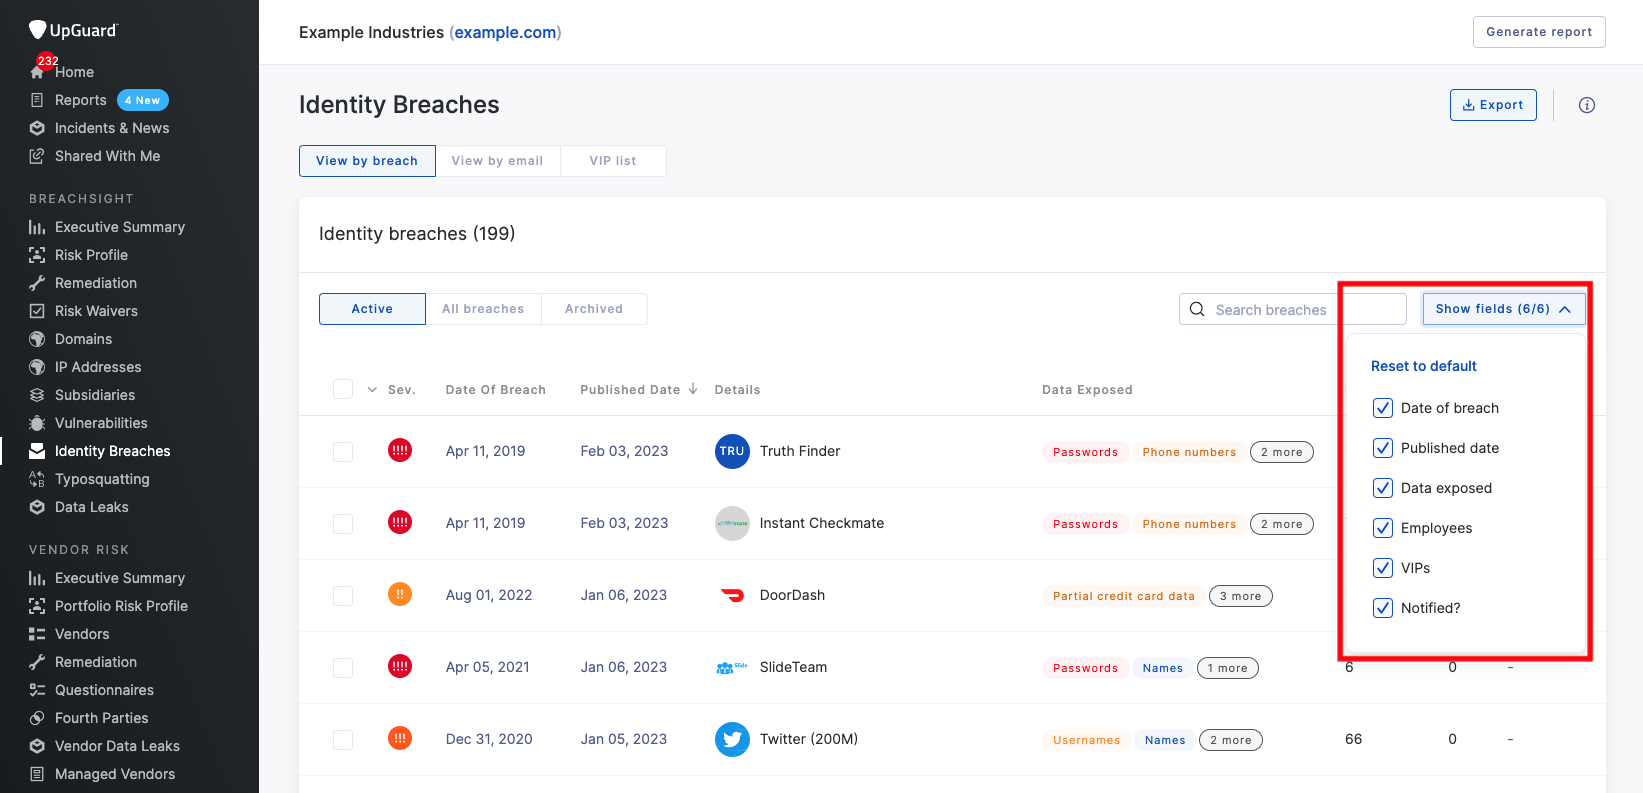 UpGuard
232
Home
Reports 4 New
Incidents & News
Shared With Me
BREACHSIGHT
Executive Summary
Risk Profile
Remediation
Risk Waivers
Domains
IP Addresses
Subsidiaries
Vulnerabilities
Identity Breaches
Typosquatting
Data Leaks
VENDOR RISK
Executive Summary
Portfolio Risk Profile
Vendors
Remediation
Questionnaires
Fourth Parties
Vendor Data Leaks
Managed Vendors
Example Industries (example.com)
Generate report
Identity Breaches
Export
View by breach View by email VIP list
Identity breaches (199)
Active All breaches Archived
Search breaches
Show fields (6/6)
Reset to default
Date of breach
Published date
Data exposed
Employees
VIPs
Notified?
Sev. Date Of Breach Published Date Details Data Exposed
!!!! Apr 11, 2019 Feb 03, 2023 TRU Truth Finder Passwords Phone numbers 2 more
!!!! Apr 11, 2019 Feb 03, 2023 Instant Checkmate Passwords Phone numbers 2 more
!! Aug 01, 2022 Jan 06, 2023 DoorDash Partial credit card data 3 more
!!!! Apr 05, 2021 Jan 06, 2023 Slide SlideTeam Passwords Names 1 more 6 0 -
!!! Dec 31, 2020 Jan 05, 2023 Twitter (200M) Usernames Names 2 more 66 0 -